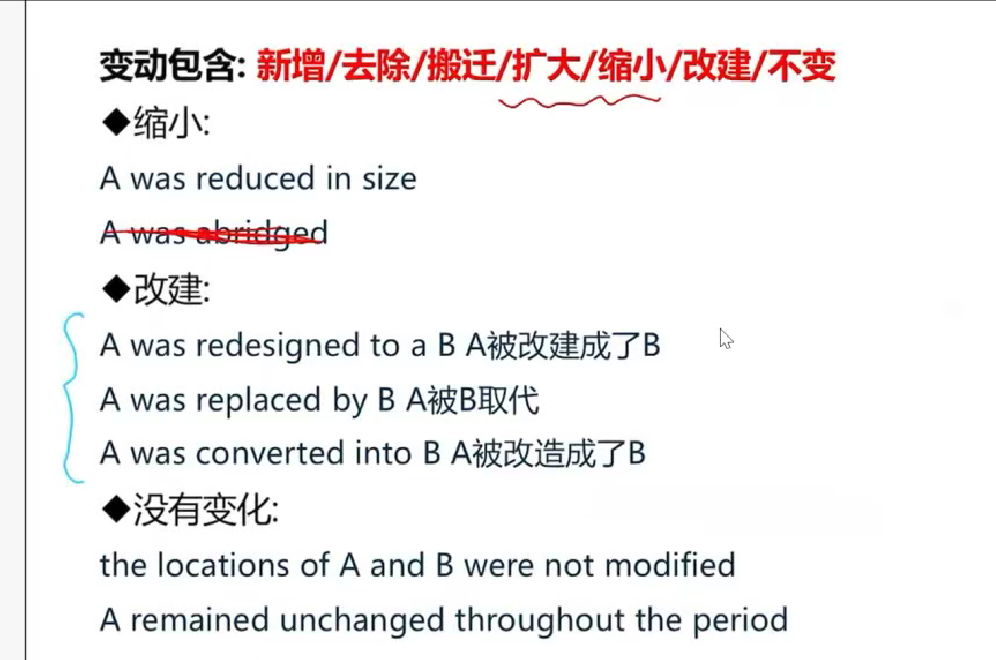 变动包含: 新增/去除/搬迁/扩大/缩小/改建/不变
◆缩小:
A was reduced in size
A was abridged
◆改建:
A was redesigned to a B A被改建成了B
A was replaced by B A被B取代
A was converted into B A被改造成了B
◆没有变化:
the locations of A and B were not modified
A remained unchanged throughout the period